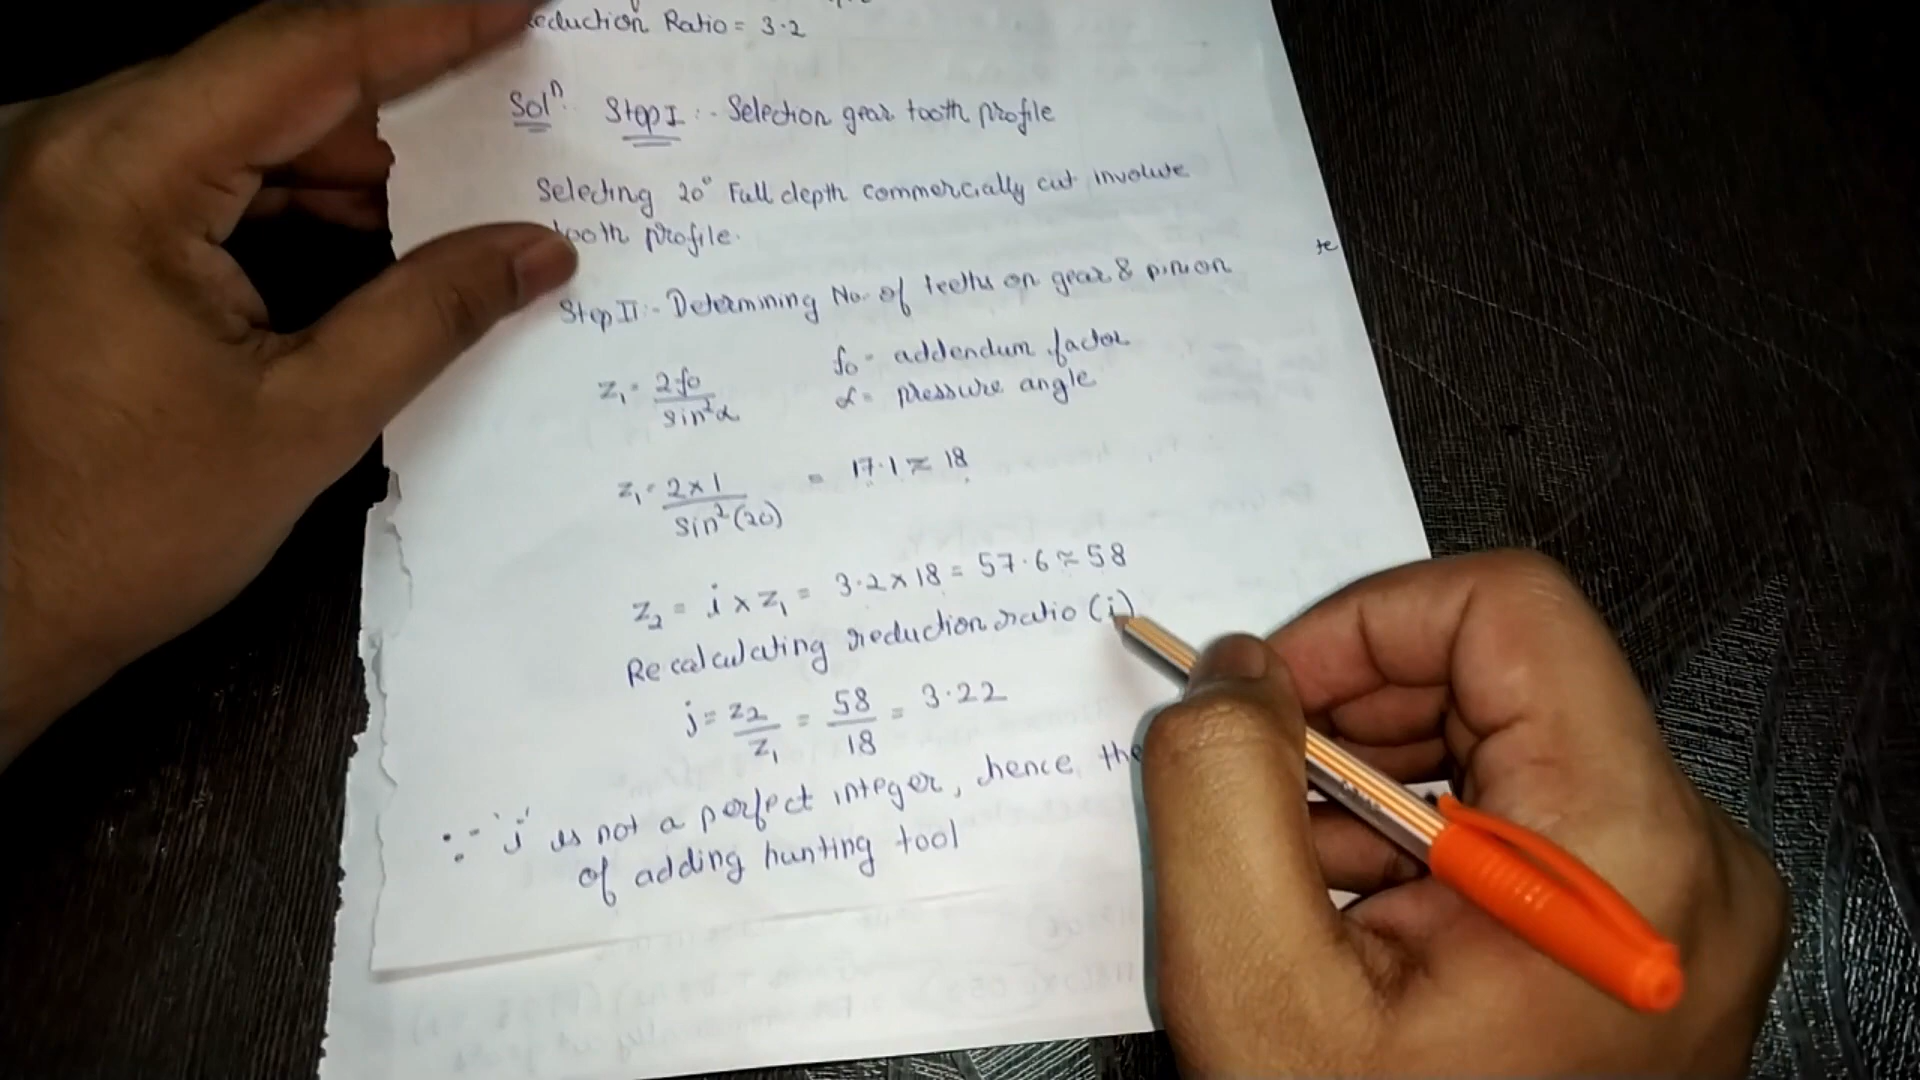 Reduction Ratio = 3.2
Solⁿ: Step I :- Selection gear tooth profile
Selecting 20° Full depth commercially cut involute
tooth profile.
Step II :- Determining No. of teeths on gear & pinion
z₁ = 2f₀ / sin²α
f₀ = addendum factor
α = pressure angle
z₁ = 2 × 1 / sin²(20) = 17.1 ≈ 18
z₂ = i × z₁ = 3.2 × 18 = 57.6 ≈ 58
Recalculating reduction ratio (i)
i = z₂ / z₁ = 58 / 18 = 3.22
∵ 'i' is not a perfect integer, hence the
of adding hunting tool
te